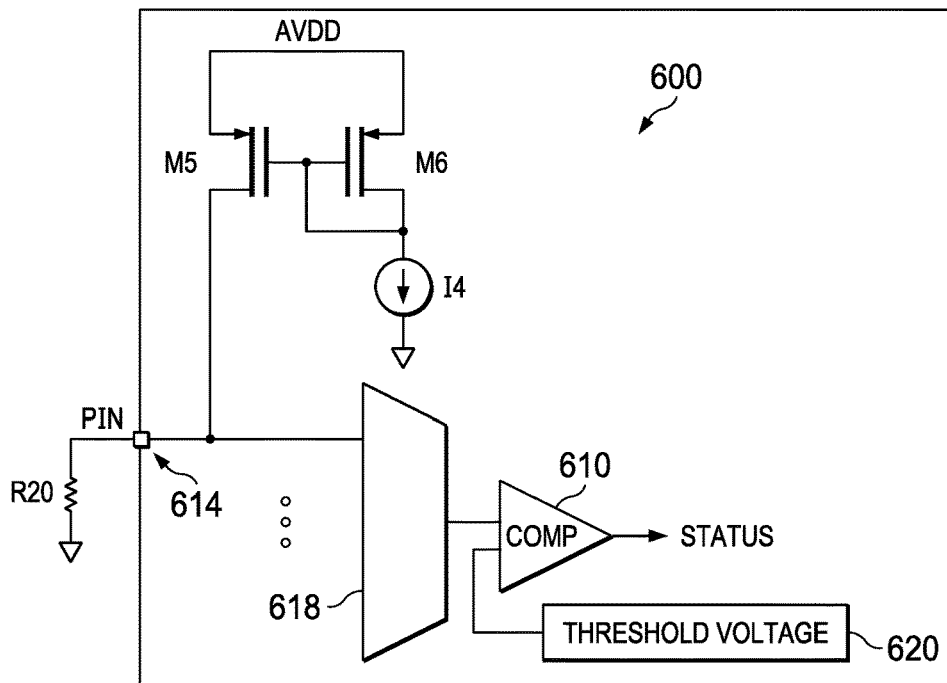 AVDD
600
M5
M6
I4
PIN
614
R20
610
COMP
STATUS
618
THRESHOLD VOLTAGE
620